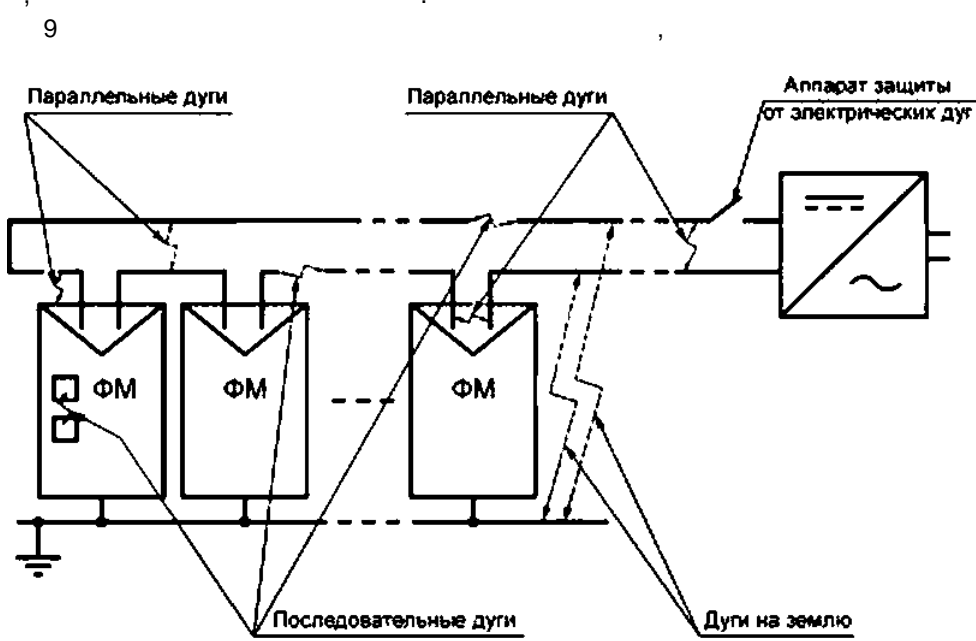 9
Параллельные дуги
Параллельные дуги
Аппарат защиты
от электрических дуг
ФМ
ФМ
ФМ
Последовательные дуги
Дуги на землю